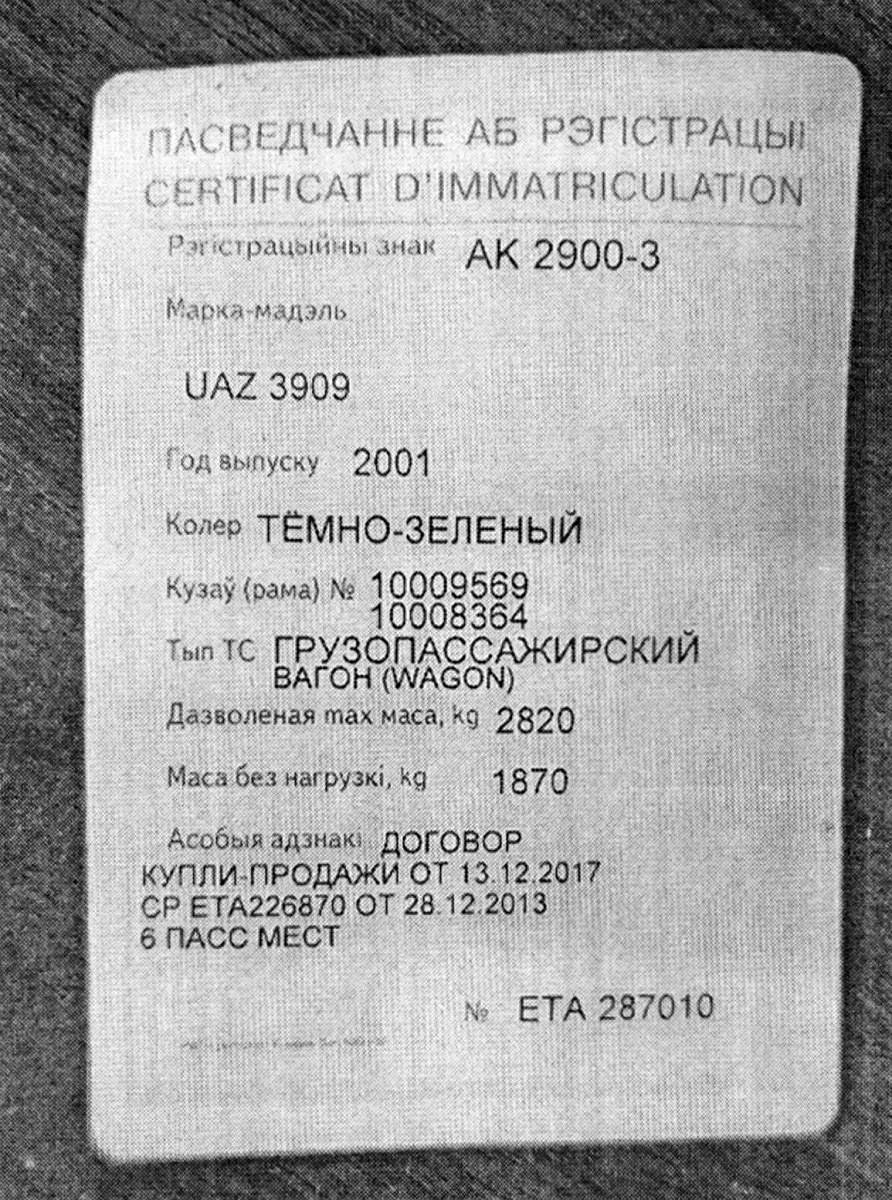 ПАСВЕДЧАННЕ АБ РЭГІСТРАЦЫІ
CERTIFICAT D'IMMATRICULATION
Рэгістрацыйны знак АК 2900-3
Марка-мадэль
UAZ 3909
Год выпуску 2001
Колер ТЁМНО-ЗЕЛЕНЫЙ
Кузаў (рама) № 10009569
10008364
Тып ТС ГРУЗОПАССАЖИРСКИЙ
ВАГОН (WAGON)
Дазволеная max маса, kg 2820
Маса без нагрузкі, kg 1870
Асобыя адзнакі ДОГОВОР
КУПЛИ-ПРОДАЖИ ОТ 13.12.2017
СР ЕТА226870 ОТ 28.12.2013
6 ПАСС МЕСТ
№ ЕТА 287010